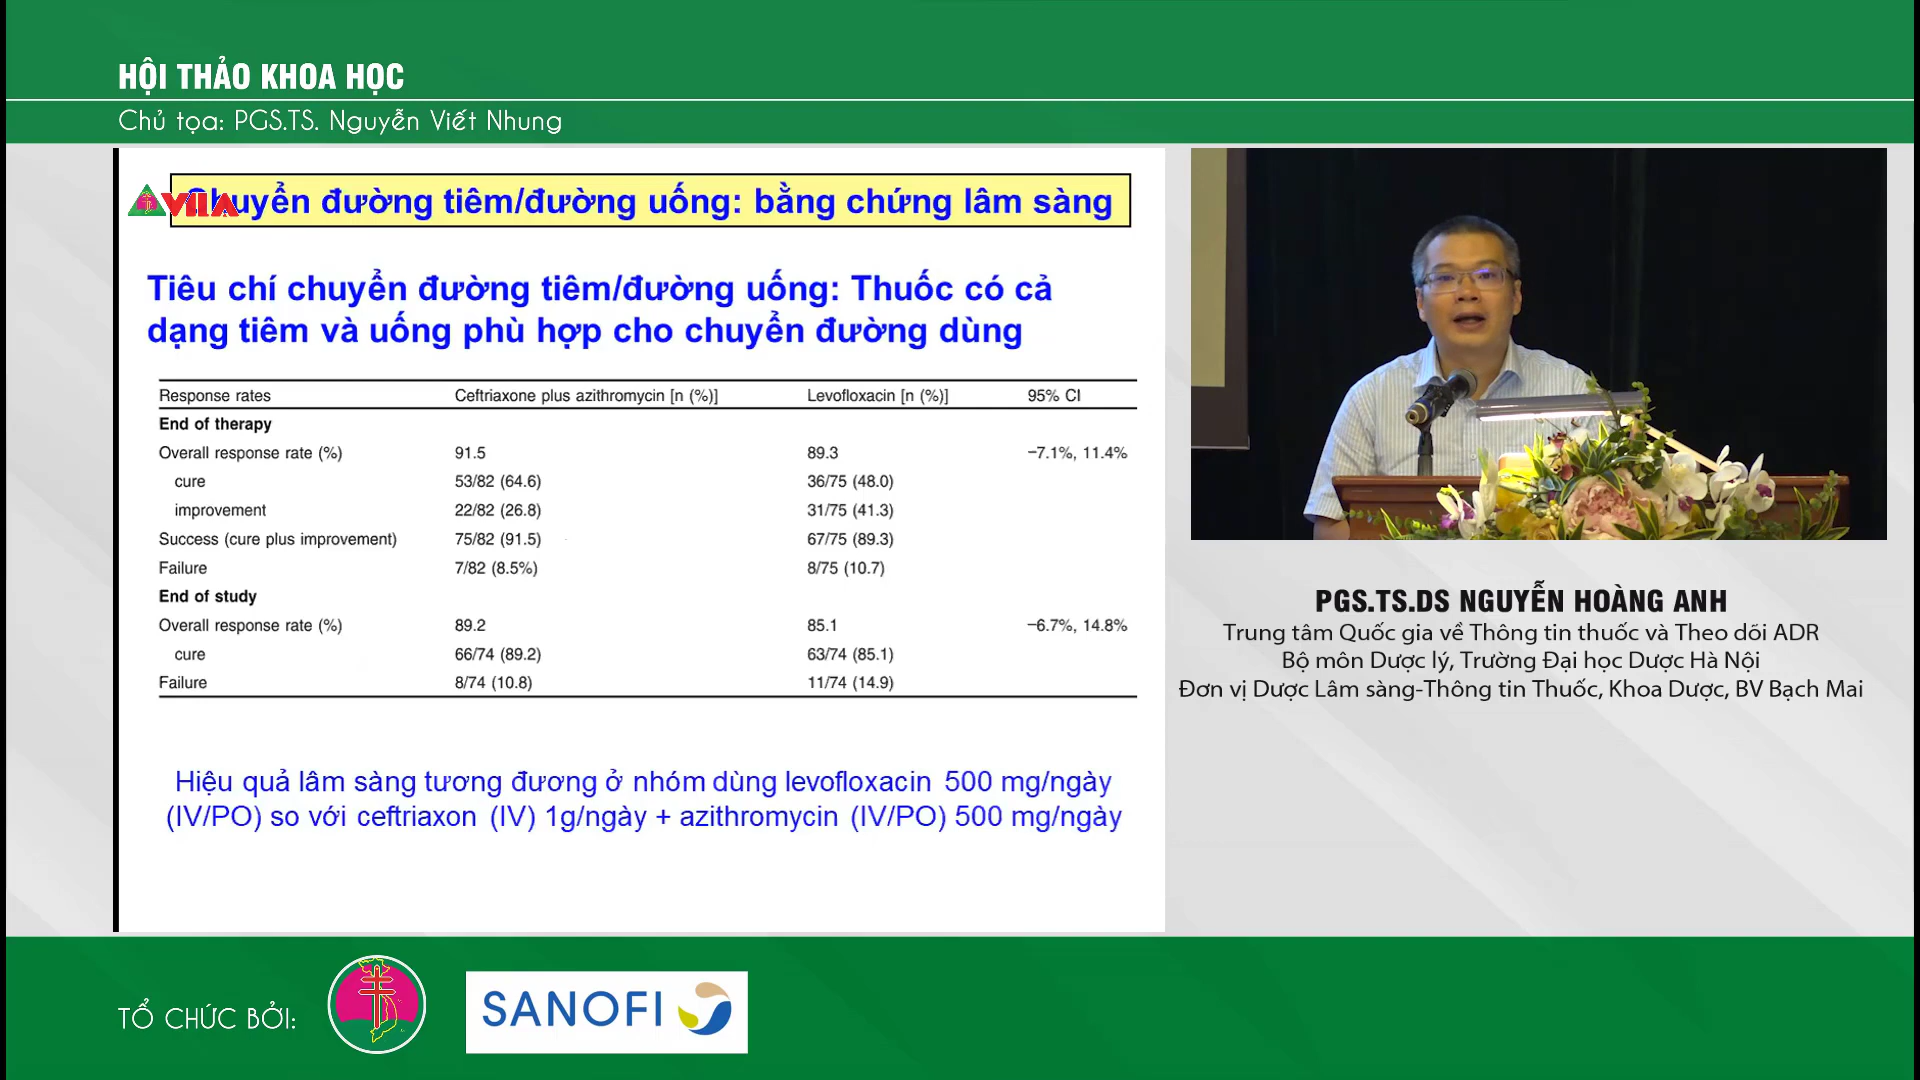 HỘI THẢO KHOA HỌC
Chủ tọa: PGS.TS. Nguyễn Viết Nhung
VILA
Chuyển đường tiêm/đường uống: bằng chứng lâm sàng
Tiêu chí chuyển đường tiêm/đường uống: Thuốc có cả
dạng tiêm và uống phù hợp cho chuyển đường dùng
Response rates Ceftriaxone plus azithromycin [n (%)] Levofloxacin [n (%)] 95% CI
End of therapy
Overall response rate (%) 91.5 89.3 −7.1%, 11.4%
cure 53/82 (64.6) 36/75 (48.0)
improvement 22/82 (26.8) 31/75 (41.3)
Success (cure plus improvement) 75/82 (91.5) 67/75 (89.3)
Failure 7/82 (8.5%) 8/75 (10.7)
End of study
Overall response rate (%) 89.2 85.1 −6.7%, 14.8%
cure 66/74 (89.2) 63/74 (85.1)
Failure 8/74 (10.8) 11/74 (14.9)
Hiệu quả lâm sàng tương đương ở nhóm dùng levofloxacin 500 mg/ngày
(IV/PO) so với ceftriaxon (IV) 1g/ngày + azithromycin (IV/PO) 500 mg/ngày
PGS.TS.DS NGUYỄN HOÀNG ANH
Trung tâm Quốc gia về Thông tin thuốc và Theo dõi ADR
Bộ môn Dược lý, Trường Đại học Dược Hà Nội
Đơn vị Dược Lâm sàng-Thông tin Thuốc, Khoa Dược, BV Bạch Mai
TỔ CHỨC BỞI:
SANOFI